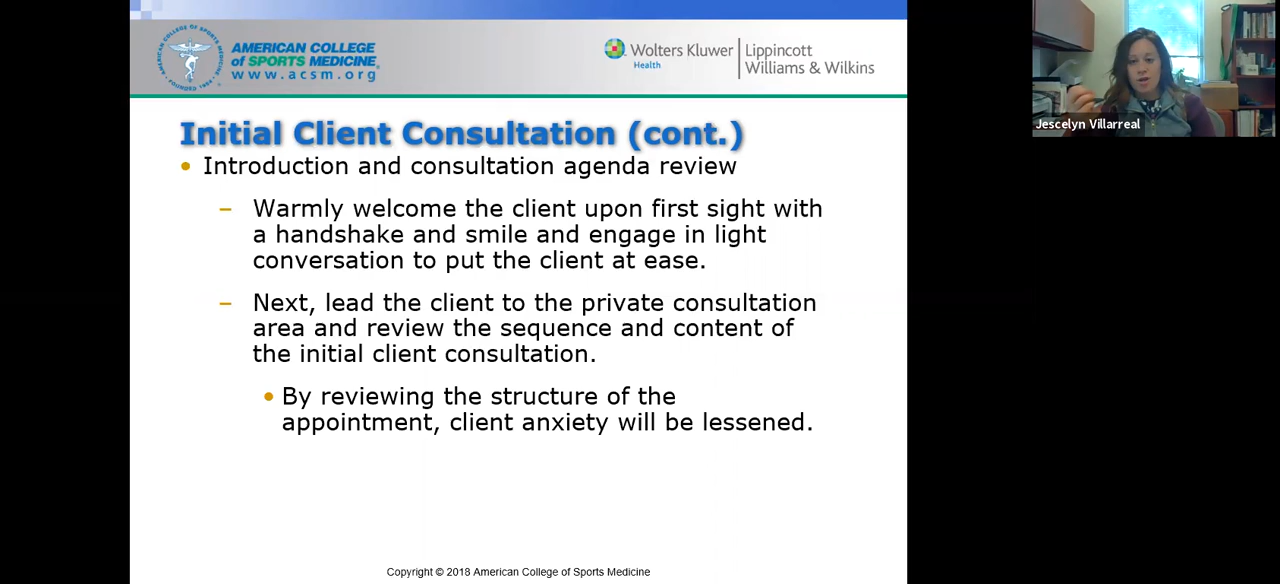 AMERICAN COLLEGE
of SPORTS MEDICINE
www.acsm.org
Wolters Kluwer
Health
Lippincott
Williams & Wilkins
Jescelyn Villarreal
Initial Client Consultation (cont.)
• Introduction and consultation agenda review
– Warmly welcome the client upon first sight with
a handshake and smile and engage in light
conversation to put the client at ease.
– Next, lead the client to the private consultation
area and review the sequence and content of
the initial client consultation.
• By reviewing the structure of the
appointment, client anxiety will be lessened.
Copyright © 2018 American College of Sports Medicine